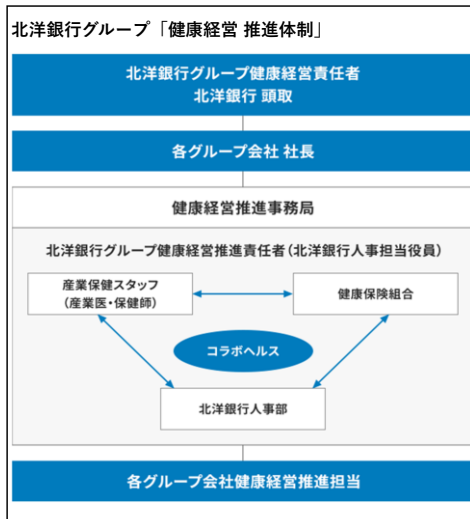 北洋銀行グループ「健康経営 推進体制」
北洋銀行グループ健康経営責任者
北洋銀行 頭取
各グループ会社 社長
健康経営推進事務局
北洋銀行グループ健康経営推進責任者(北洋銀行人事担当役員)
産業保健スタッフ
(産業医・保健師)
健康保険組合
コラボヘルス
北洋銀行人事部
各グループ会社健康経営推進担当